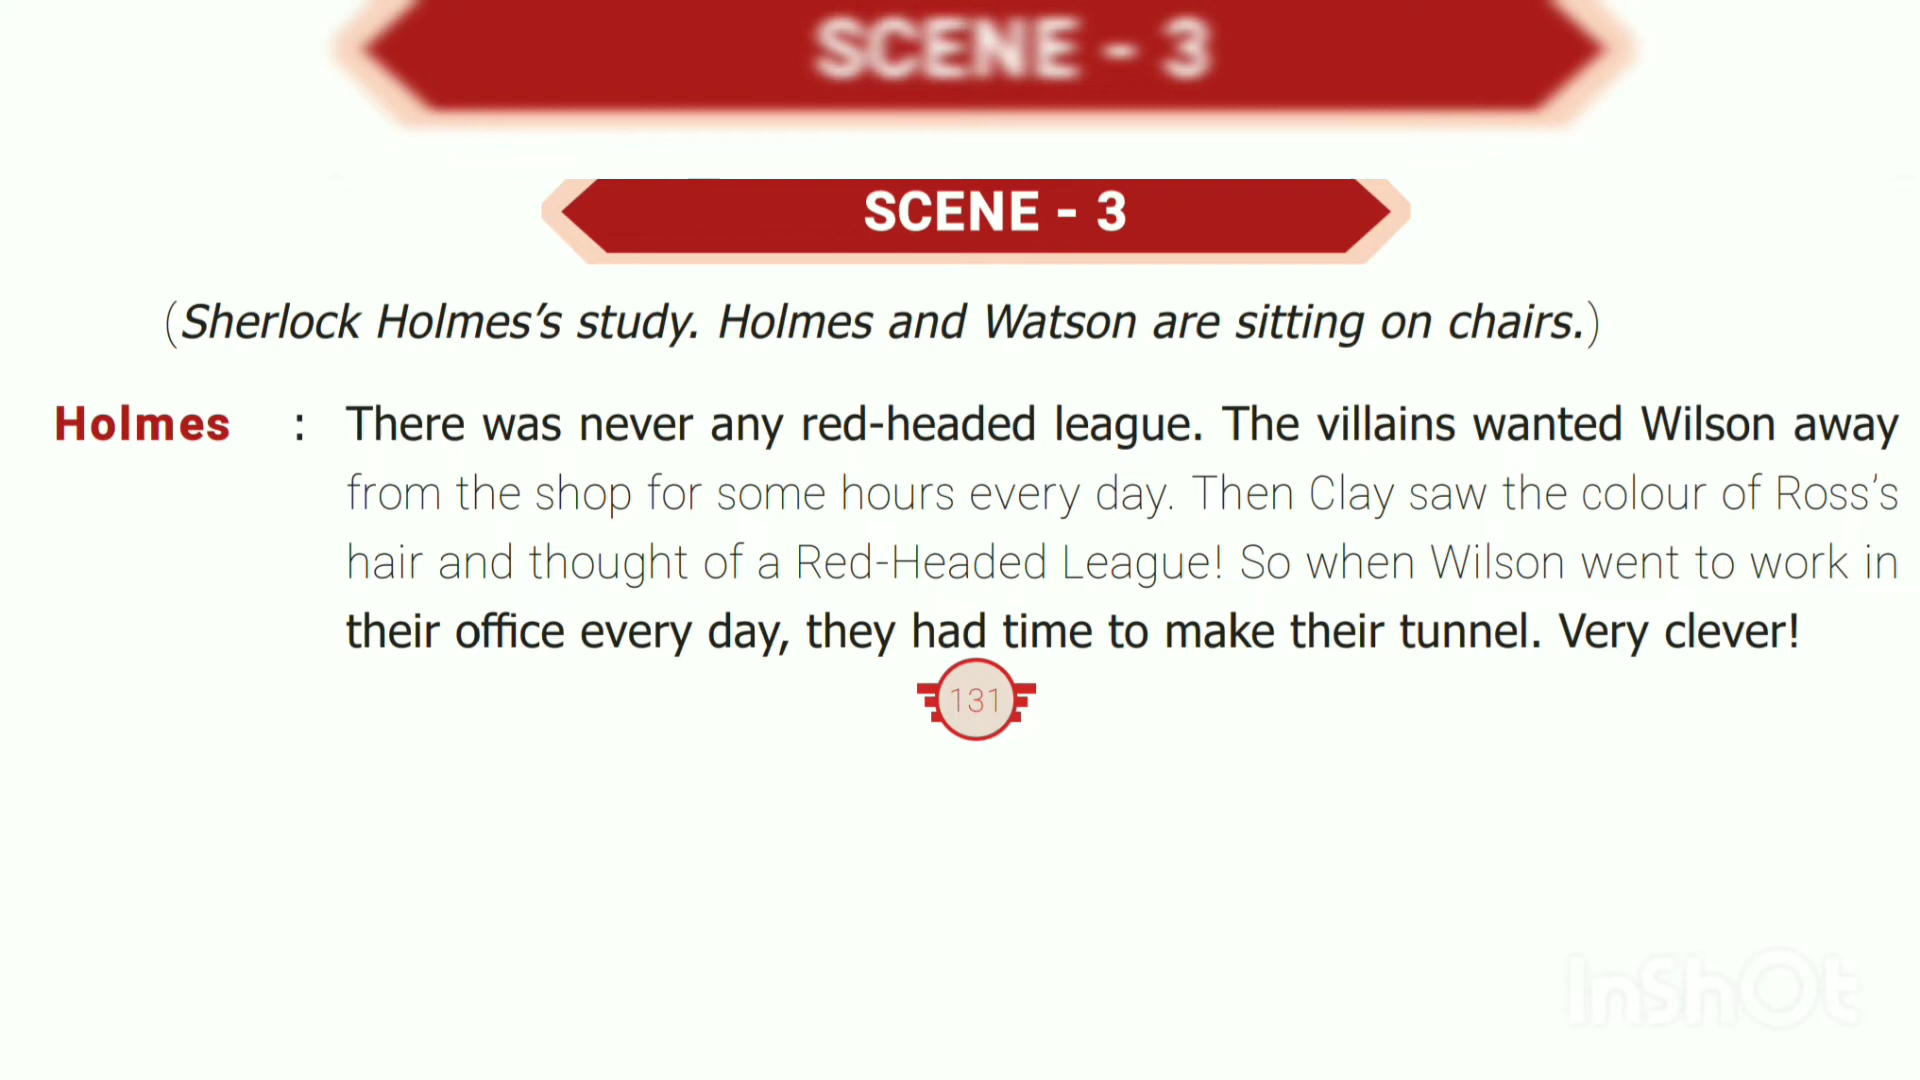 SCENE - 3
SCENE - 3
(Sherlock Holmes’s study. Holmes and Watson are sitting on chairs.)
Holmes : There was never any red-headed league. The villains wanted Wilson away
from the shop for some hours every day. Then Clay saw the colour of Ross’s
hair and thought of a Red-Headed League! So when Wilson went to work in
their office every day, they had time to make their tunnel. Very clever!
131
InShOt